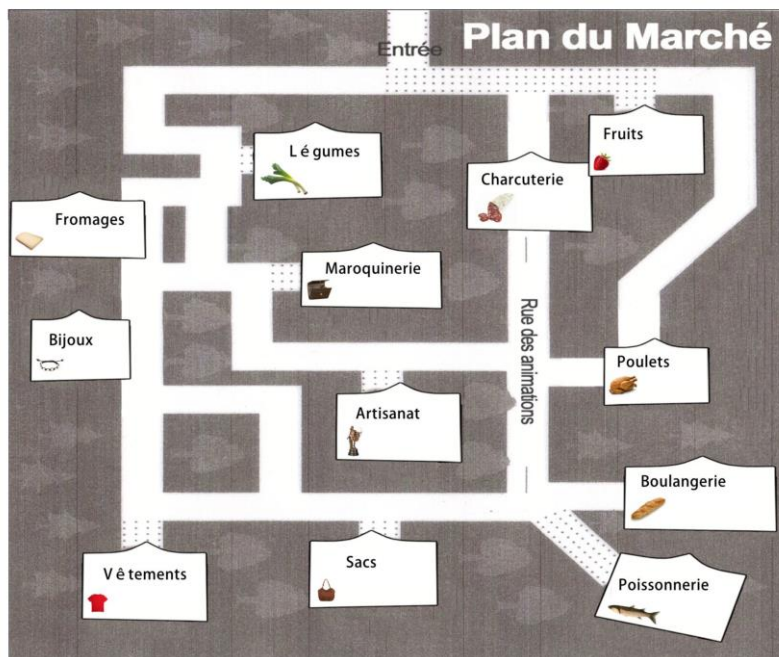 Plan du Marché
Entrée
Fruits
L é gumes
Charcuterie
Fromages
Maroquinerie
Rue des animations
Bijoux
Poulets
Artisanat
Boulangerie
Sacs
V ê tements
Poissonnerie